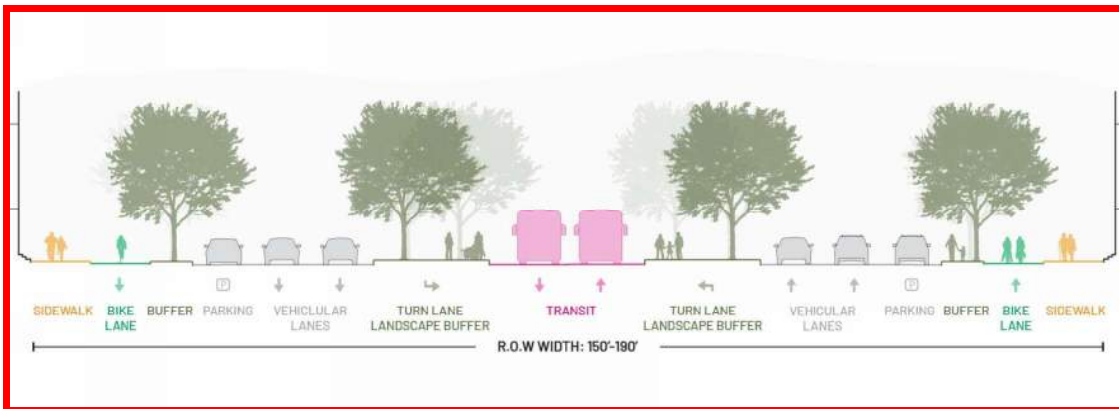 P
P
SIDEWALK
BIKE
LANE
BUFFER
PARKING
VEHICLULAR
LANES
TURN LANE
LANDSCAPE BUFFER
TRANSIT
TURN LANE
LANDSCAPE BUFFER
VEHICULAR
LANES
PARKING
BUFFER
BIKE
LANE
SIDEWALK
R.O.W WIDTH: 150'-190'